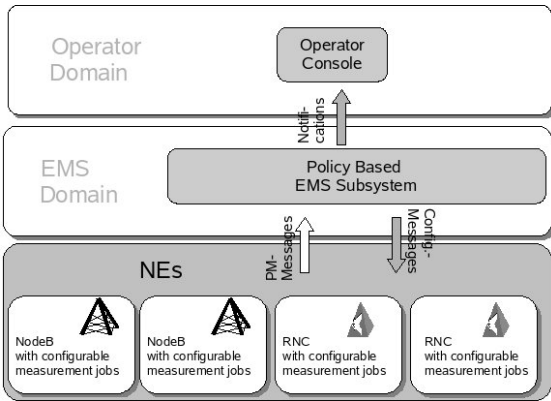 Operator
Domain
Operator
Console
Notifi-
cations
EMS
Domain
Policy Based
EMS Subsystem
PM-
Messages
Config.-
Messages
NEs
NodeB
with configurable
measurement jobs
NodeB
with configurable
measurement jobs
RNC
with configurable
measurement jobs
RNC
with configurable
measurement jobs